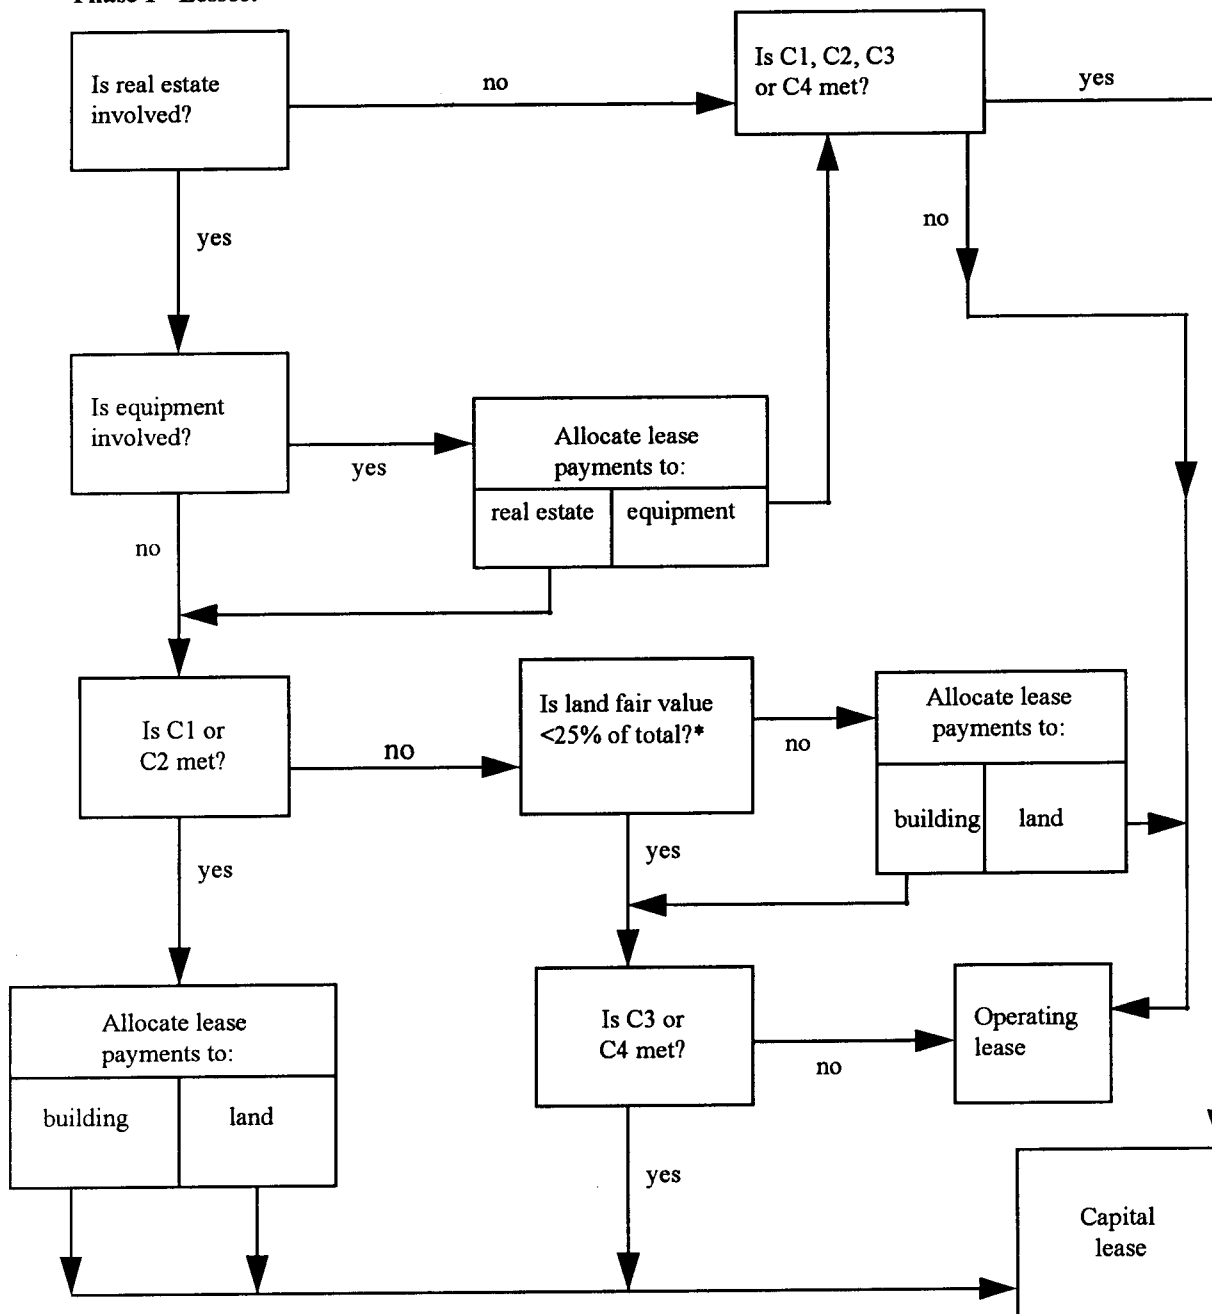 Phase 1 - Lessee:
Is real estate
involved?
no
Is C1, C2, C3
or C4 met?
yes
yes
no
Is equipment
involved?
yes
Allocate lease
payments to:
real estate
equipment
no
Is C1 or
C2 met?
no
Is land fair value
<25% of total?*
no
Allocate lease
payments to:
building
land
yes
yes
Allocate lease
payments to:
building
land
Is C3 or
C4 met?
no
Operating
lease
yes
Capital
lease